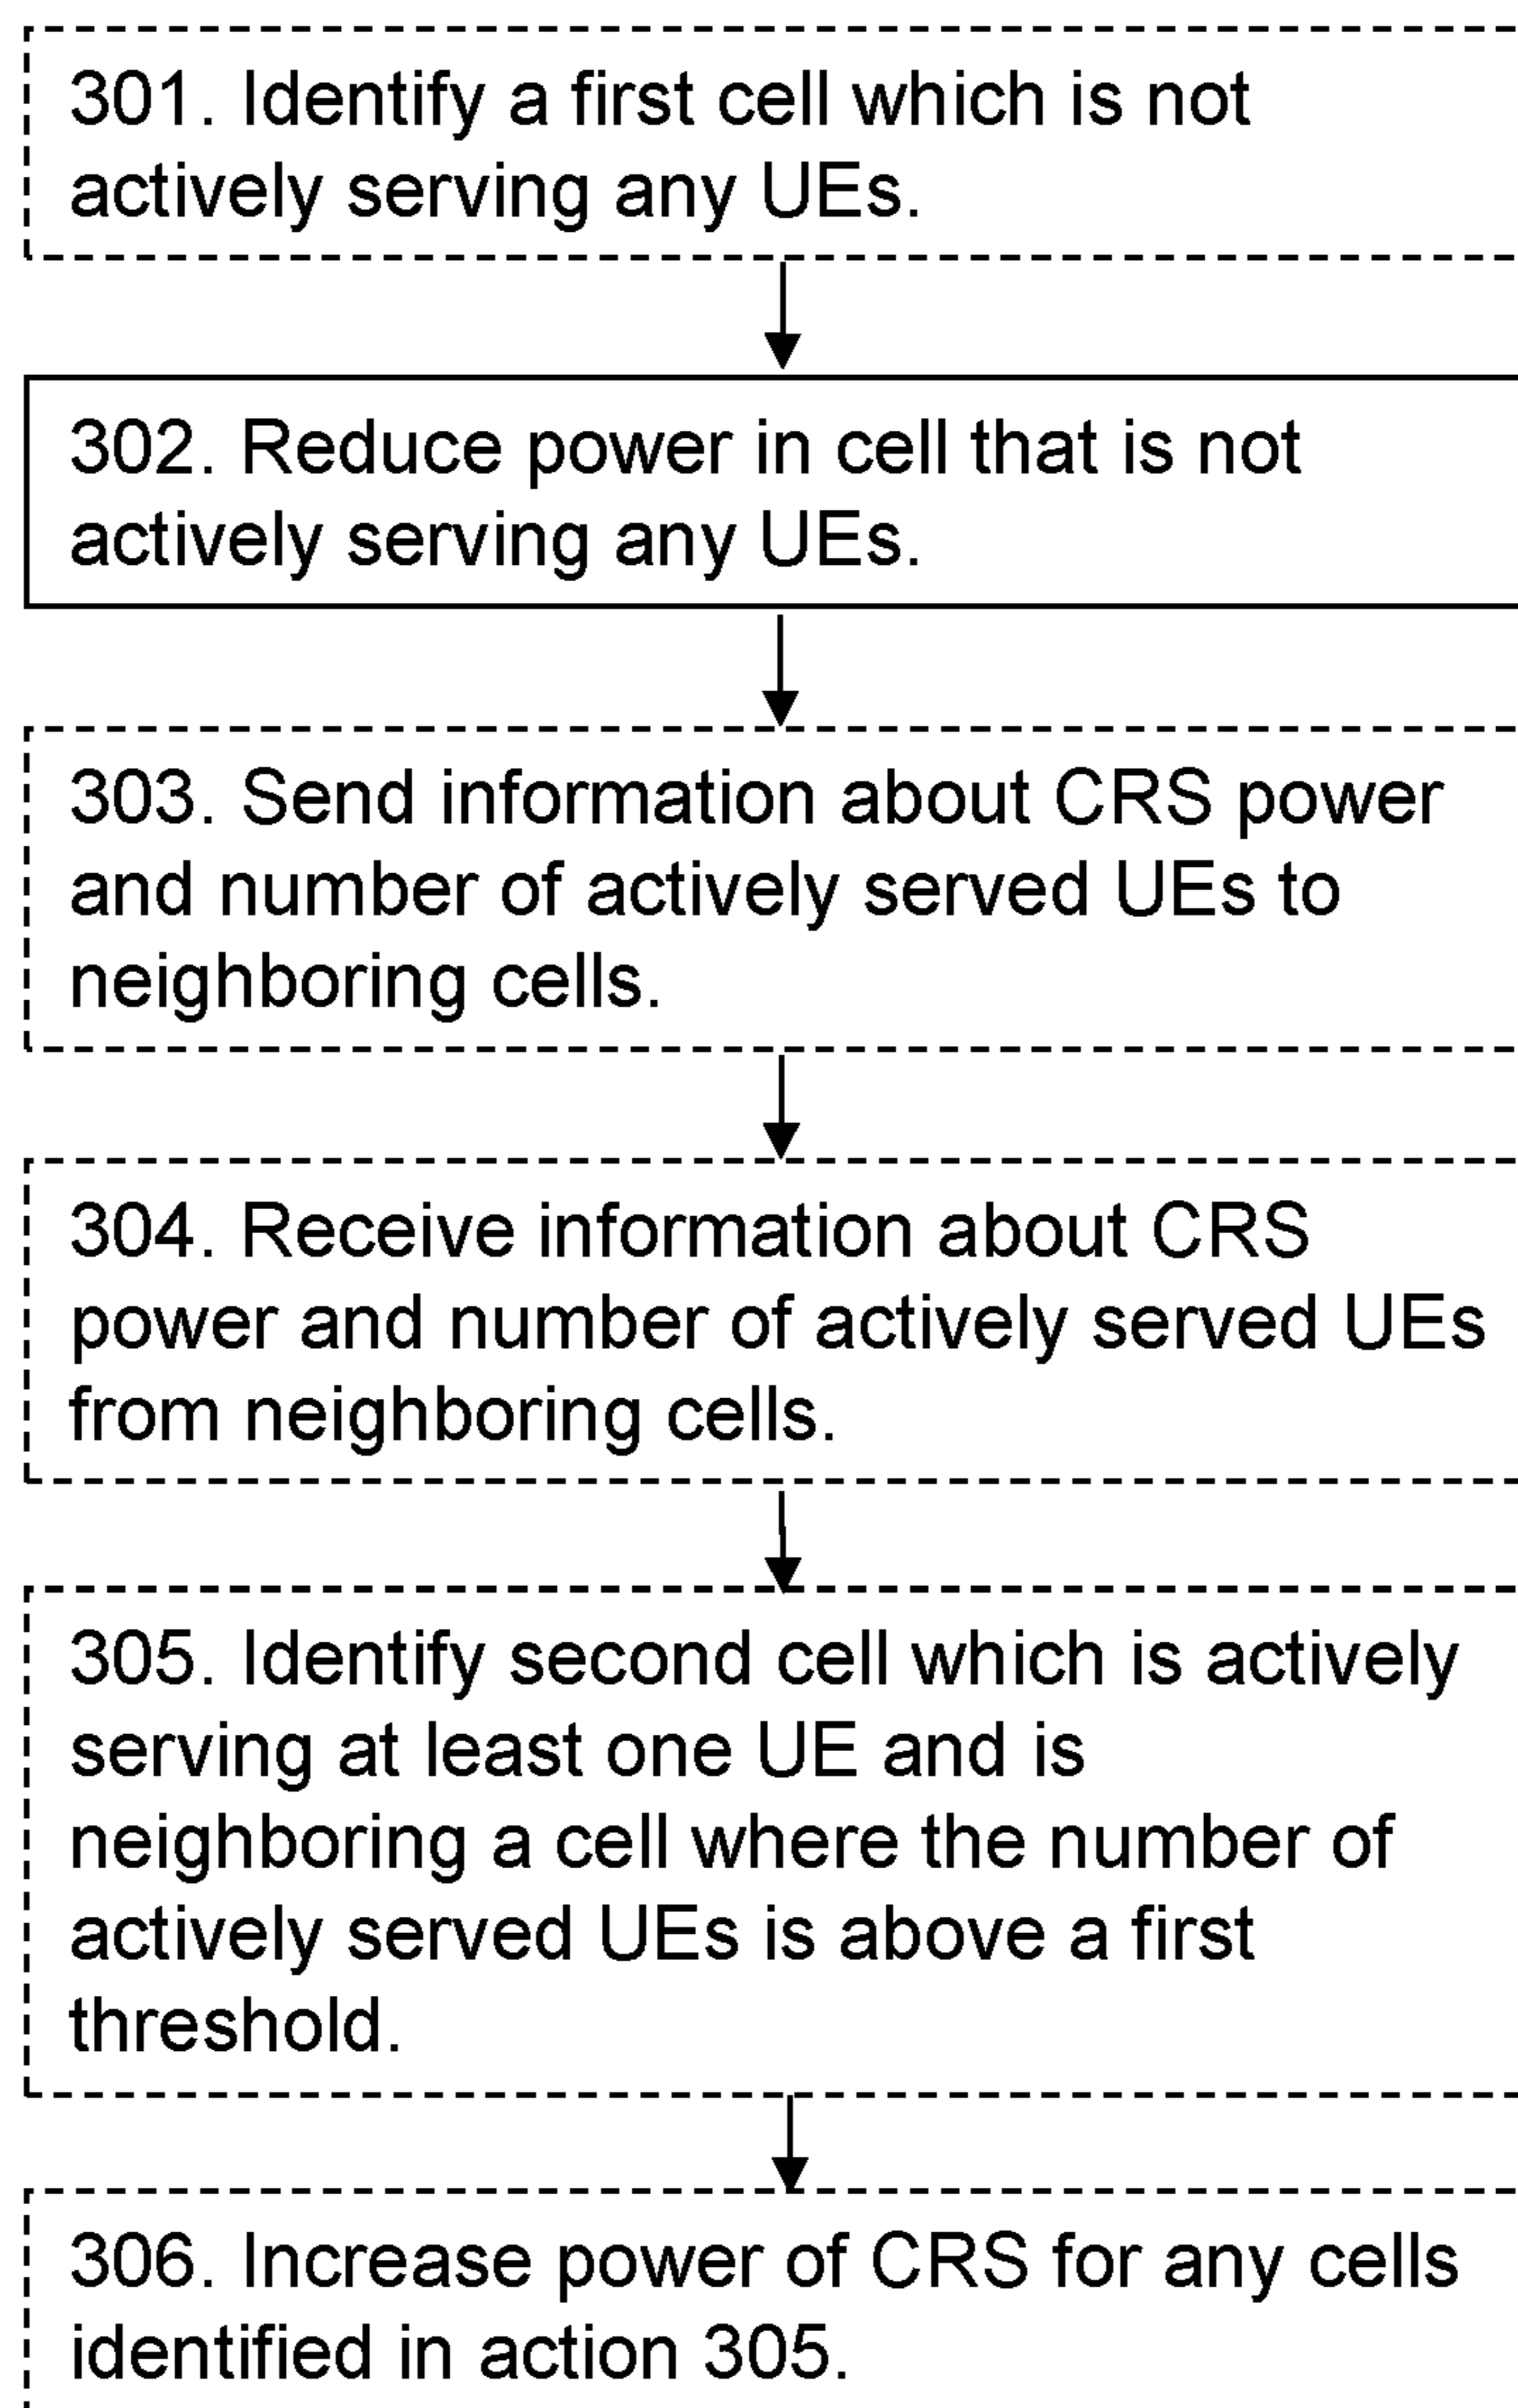 301. Identify a first cell which is not
actively serving any UEs.
302. Reduce power in cell that is not
actively serving any UEs.
303. Send information about CRS power
and number of actively served UEs to
neighboring cells.
304. Receive information about CRS
power and number of actively served UEs
from neighboring cells.
305. Identify second cell which is actively
serving at least one UE and is
neighboring a cell where the number of
actively served UEs is above a first
threshold.
306. Increase power of CRS for any cells
identified in action 305.